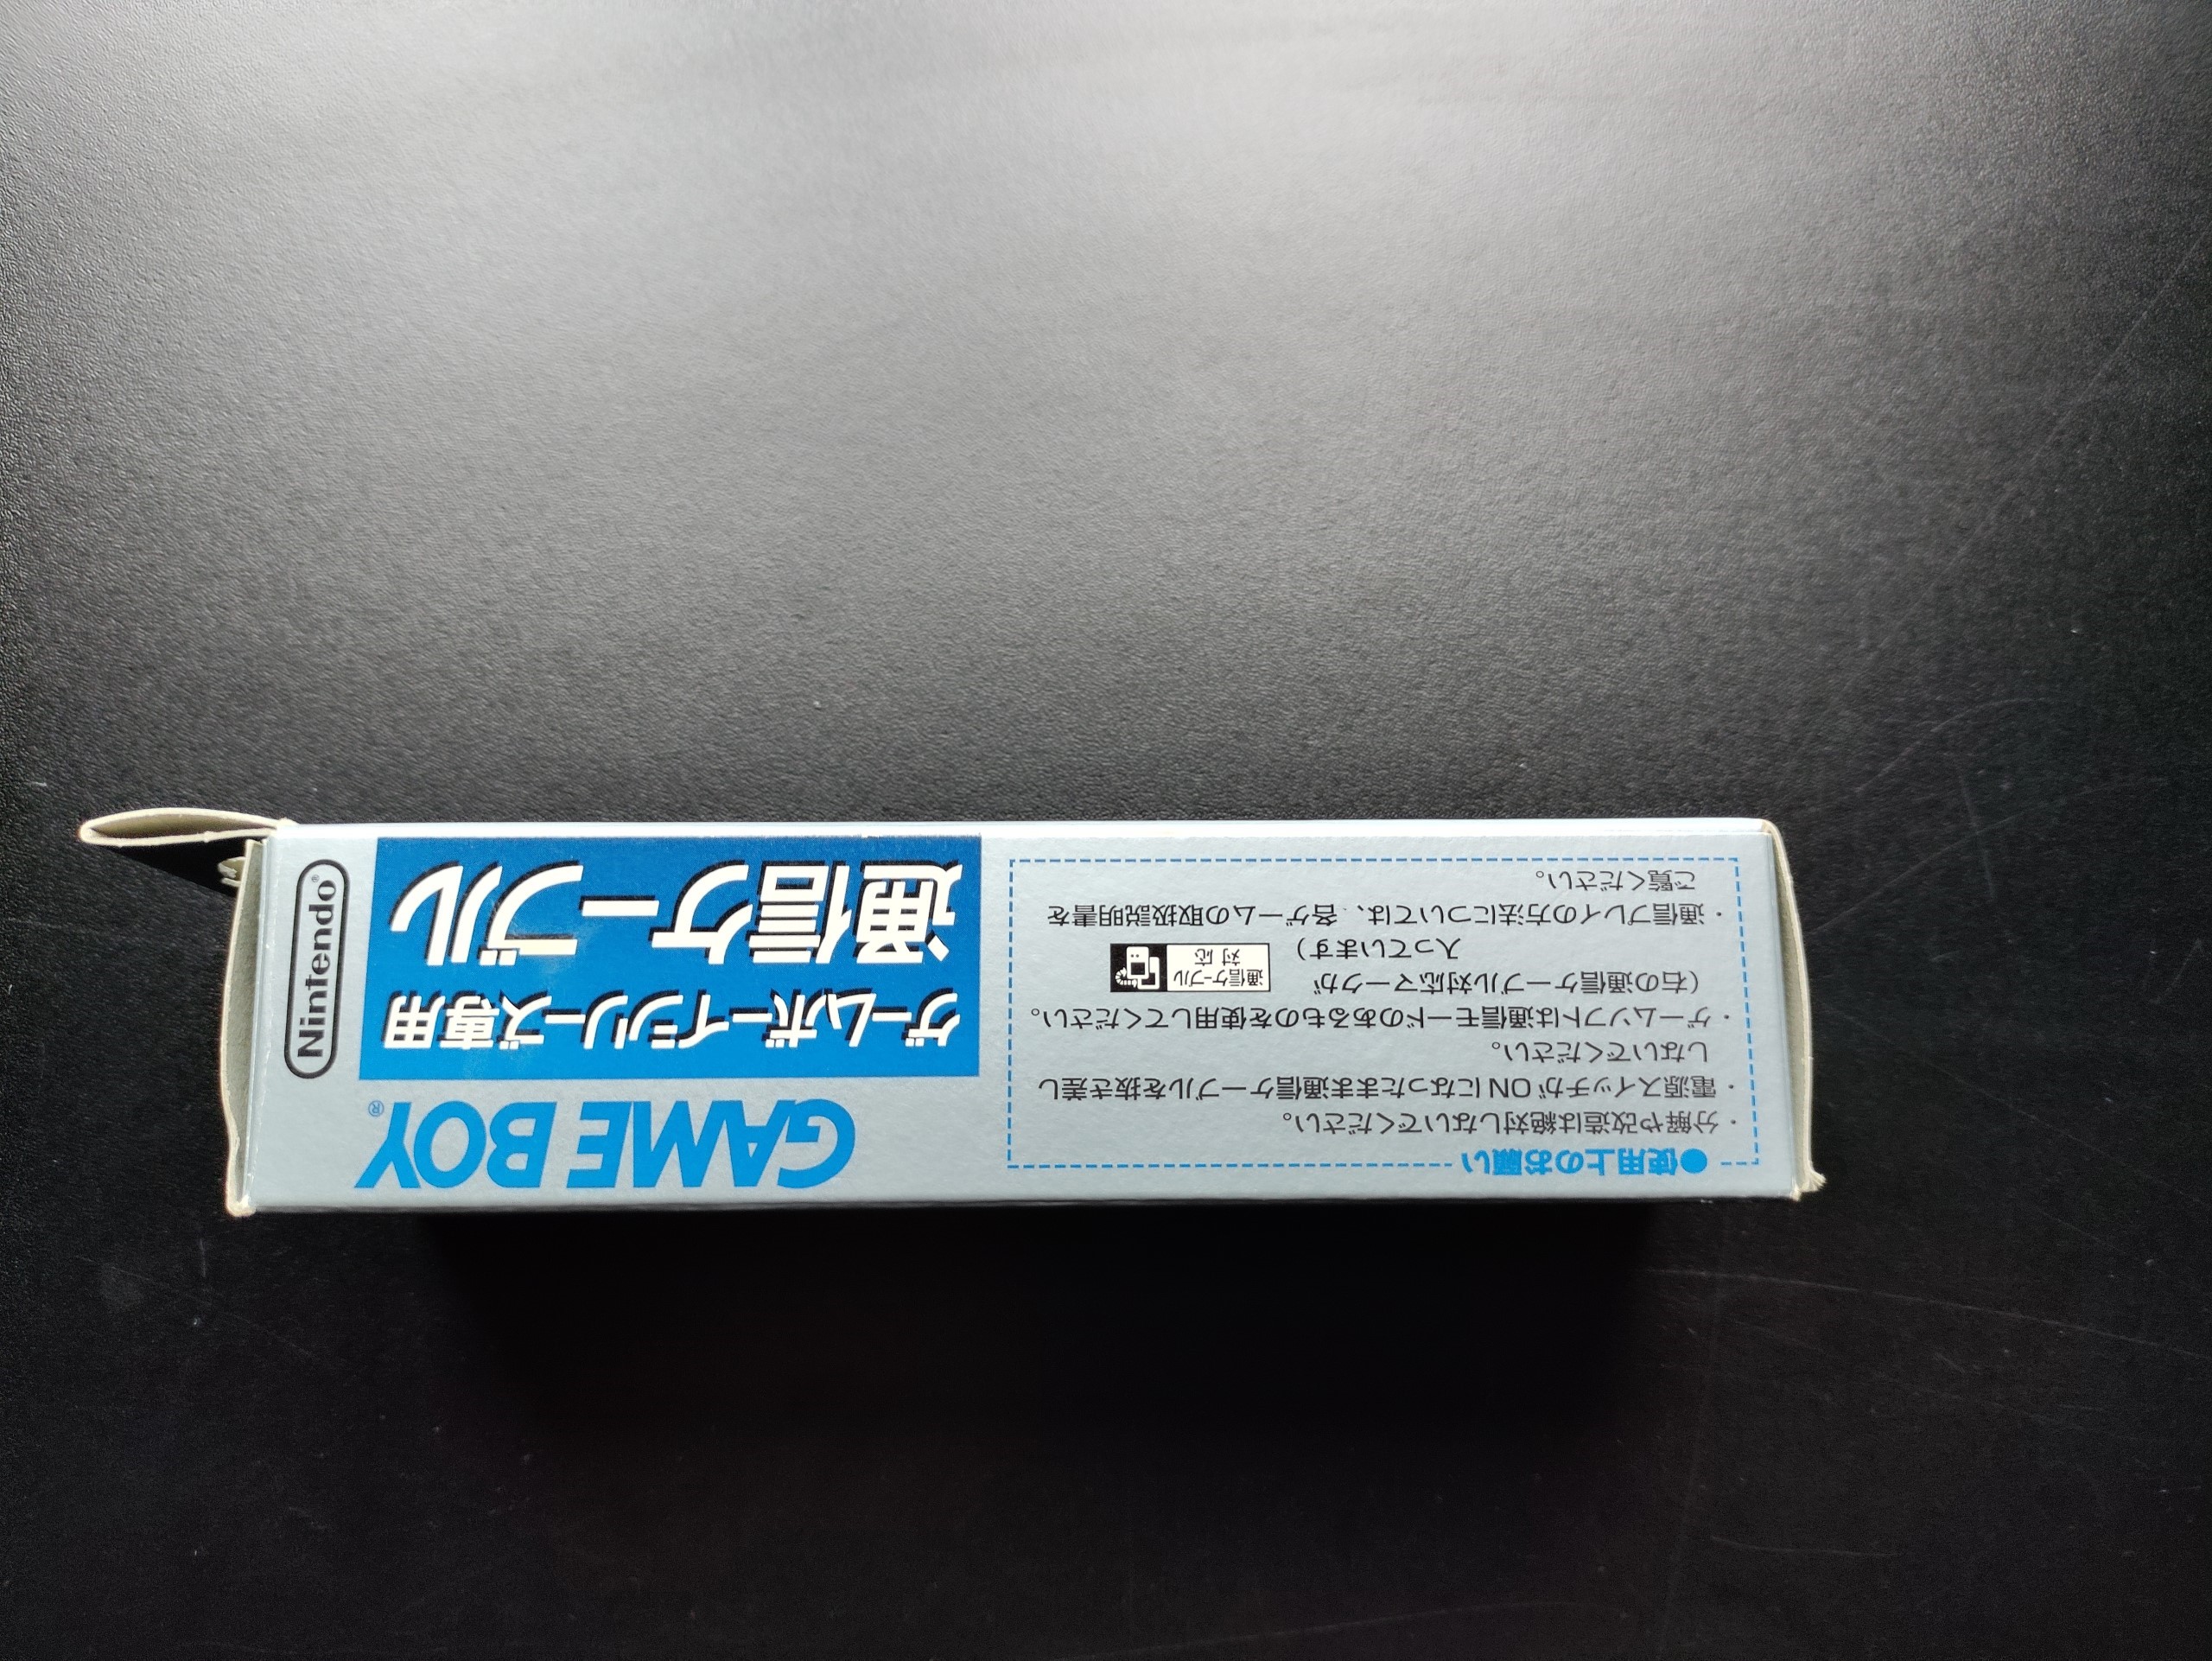 ●使用上のお願い
・分解や改造は絶対しないでください。
・電源スイッチがONになったまま通信ケーブルを抜き差し
しないでください。
・ゲームソフトは通信モードのあるものを使用してください。
(右の通信ケーブル対応マークが
入っています)
通信ケーブル
対応
・通信プレイの方法については、各ゲームの取扱説明書を
ご覧ください。
GAME BOY®
ゲームボーイシリーズ専用
通信ケーブル
Nintendo®